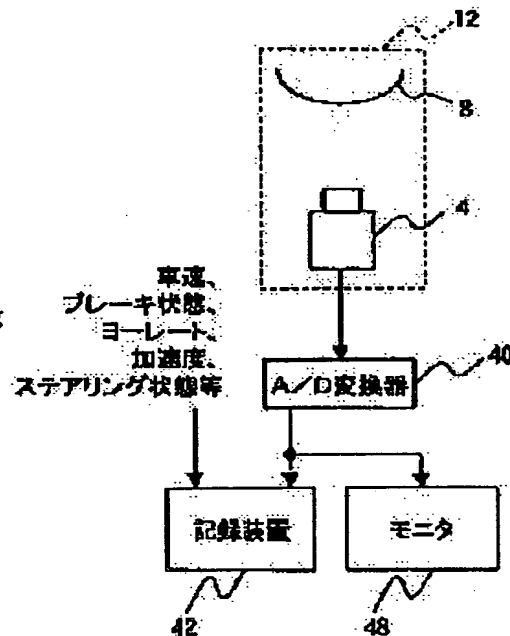 12
8
4
車速、
ブレーキ状態、
ヨーレート、
加速度、
ステアリング状態等
A/D変換器
40
記録装置
モニタ
42
48